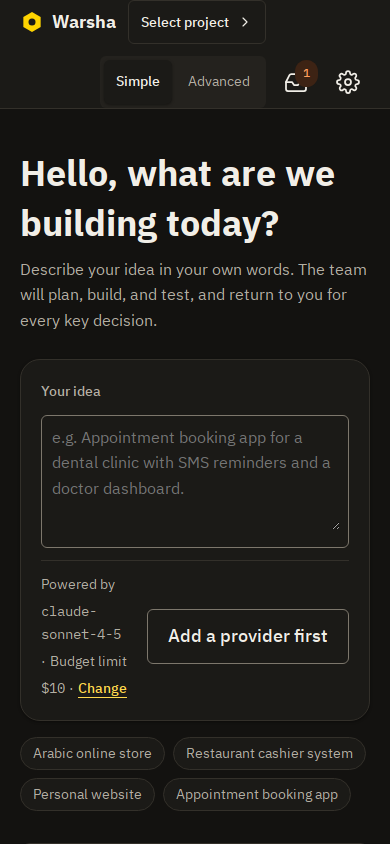 Warsha
Select project
Simple
Advanced
1
Hello, what are we
building today?
Describe your idea in your own words. The team
will plan, build, and test, and return to you for
every key decision.
Your idea
e.g. Appointment booking app for a
dental clinic with SMS reminders and a
doctor dashboard.
Powered by
claude-
sonnet-4-5
· Budget limit
$10 · Change
Add a provider first
Arabic online store
Restaurant cashier system
Personal website
Appointment booking app